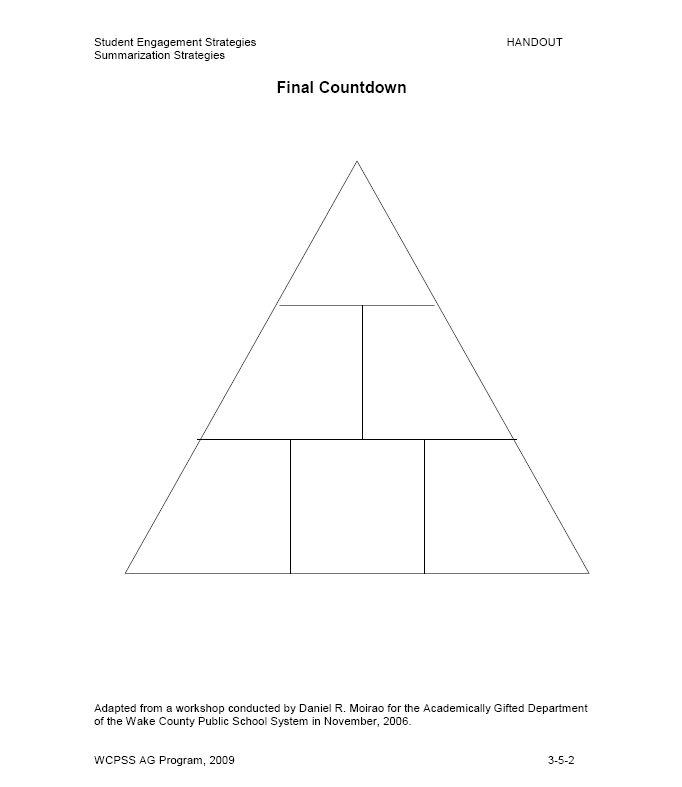 Student Engagement Strategies HANDOUT
Summarization Strategies
Final Countdown
Adapted from a workshop conducted by Daniel R. Moirao for the Academically Gifted Department
of the Wake County Public School System in November, 2006.
WCPSS AG Program, 2009 3-5-2